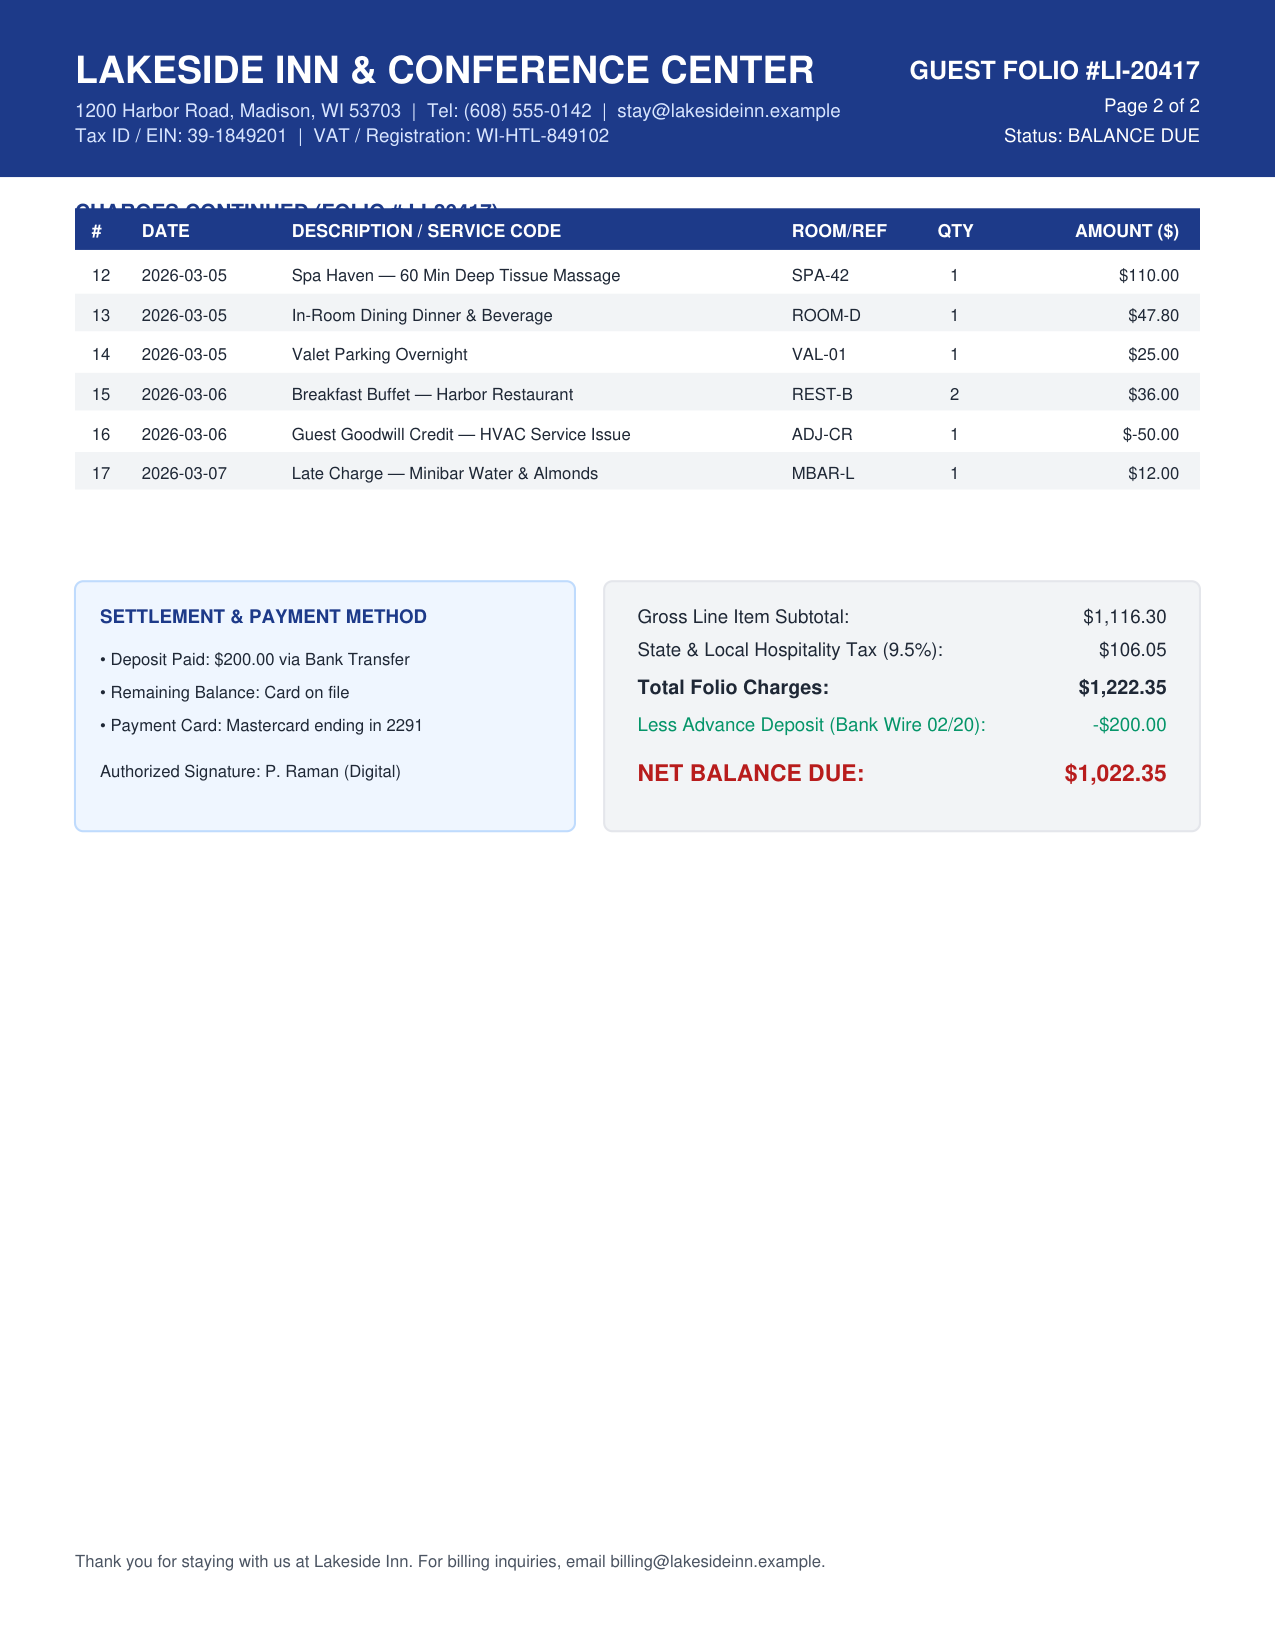 LAKESIDE INN & CONFERENCE CENTER
GUEST FOLIO #LI-20417
1200 Harbor Road, Madison, WI 53703 | Tel: (608) 555-0142 | stay@lakesideinn.example
Page 2 of 2
Tax ID / EIN: 39-1849201 | VAT / Registration: WI-HTL-849102
Status: BALANCE DUE
CHARGES CONTINUED (FOLIO # LI-20417)
# DATE DESCRIPTION / SERVICE CODE ROOM/REF QTY AMOUNT ($)
12 2026-03-05 Spa Haven — 60 Min Deep Tissue Massage SPA-42 1 $110.00
13 2026-03-05 In-Room Dining Dinner & Beverage ROOM-D 1 $47.80
14 2026-03-05 Valet Parking Overnight VAL-01 1 $25.00
15 2026-03-06 Breakfast Buffet — Harbor Restaurant REST-B 2 $36.00
16 2026-03-06 Guest Goodwill Credit — HVAC Service Issue ADJ-CR 1 $-50.00
17 2026-03-07 Late Charge — Minibar Water & Almonds MBAR-L 1 $12.00
SETTLEMENT & PAYMENT METHOD
• Deposit Paid: $200.00 via Bank Transfer
• Remaining Balance: Card on file
• Payment Card: Mastercard ending in 2291
Authorized Signature: P. Raman (Digital)
Gross Line Item Subtotal: $1,116.30
State & Local Hospitality Tax (9.5%): $106.05
Total Folio Charges: $1,222.35
Less Advance Deposit (Bank Wire 02/20): -$200.00
NET BALANCE DUE: $1,022.35
Thank you for staying with us at Lakeside Inn. For billing inquiries, email billing@lakesideinn.example.